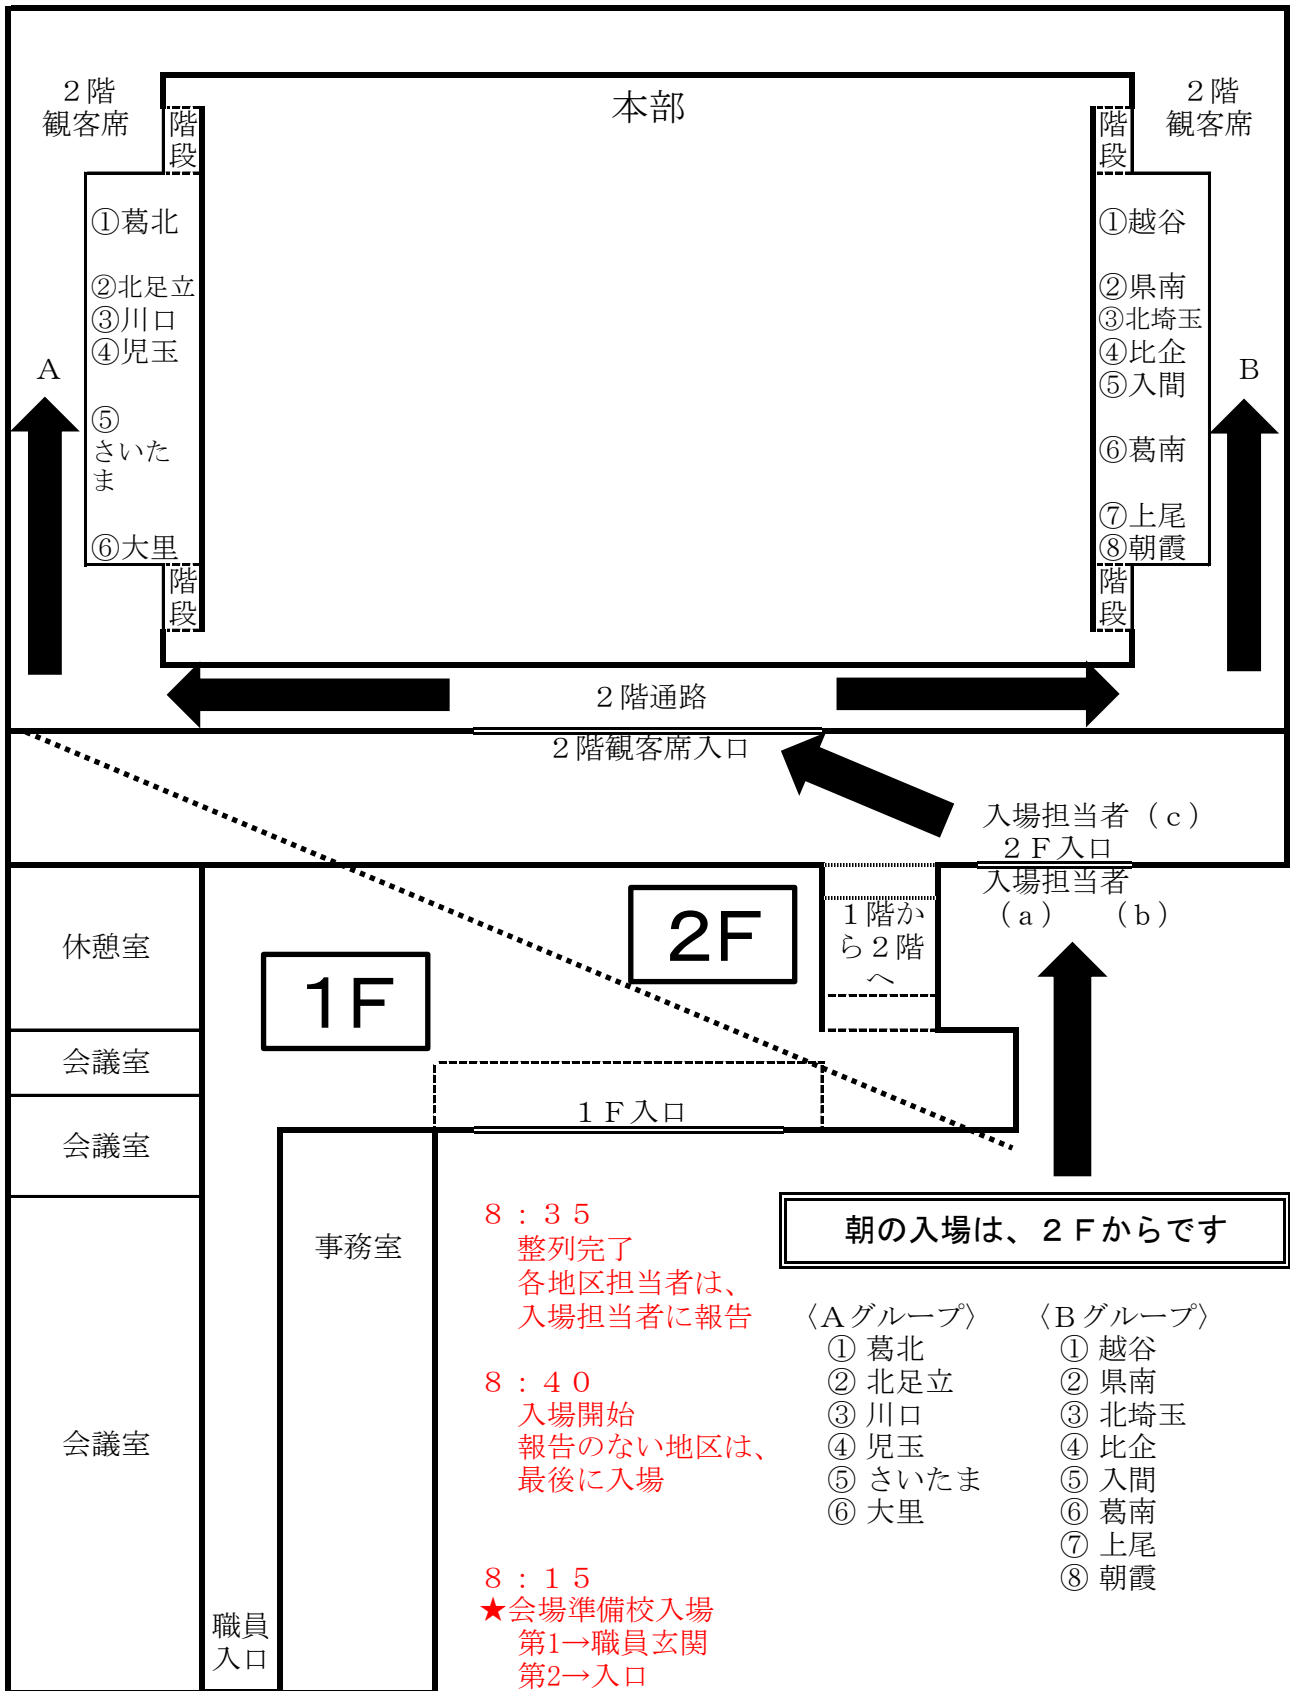 本部
２階
観客席
２階
観客席
階
段
階
段
①葛北
②北足立
③川口
④児玉
⑤
さいた
ま
⑥大里
①越谷
②県南
③北埼玉
④比企
⑤入間
⑥葛南
⑦上尾
⑧朝霞
A
B
階
段
階
段
２階通路
２階観客席入口
入場担当者（ｃ）
２Ｆ入口
入場担当者
（ａ）　（ｂ）
１階か
ら２階
へ
2F
1F
休憩室
会議室
会議室
会議室
１Ｆ入口
事務室
職員
入口
朝の入場は、２Ｆからです
８：３５
整列完了
各地区担当者は、
入場担当者に報告
８：４０
入場開始
報告のない地区は、
最後に入場
８：１５
★会場準備校入場
第1→職員玄関
第2→入口
〈Ａグループ〉
① 葛北
② 北足立
③ 川口
④ 児玉
⑤ さいたま
⑥ 大里
〈Ｂグループ〉
① 越谷
② 県南
③ 北埼玉
④ 比企
⑤ 入間
⑥ 葛南
⑦ 上尾
⑧ 朝霞